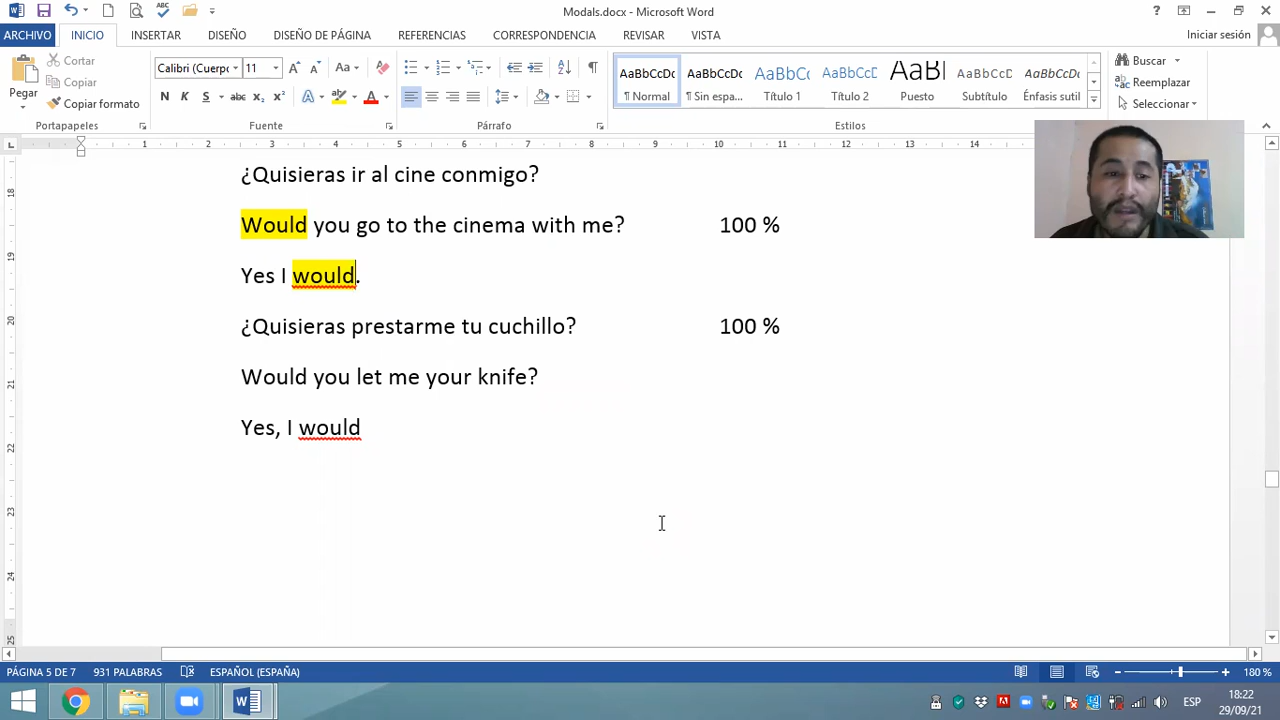 Modals.docx - Microsoft Word
ARCHIVO INICIO INSERTAR DISEÑO DISEÑO DE PÁGINA REFERENCIAS CORRESPONDENCIA REVISAR VISTA Iniciar sesión
Pegar
Cortar
Copiar
Copiar formato
Portapapeles
Calibri (Cuerpo 11
Fuente
Párrafo
AaBbCcDc AaBbCcDc AaBbC AaBbCcD AaBl AaBbCcD AaBbCcDc
¶ Normal ¶ Sin espa... Título 1 Título 2 Puesto Subtítulo Énfasis sutil
Estilos
Buscar
Reemplazar
Seleccionar
¿Quisieras ir al cine conmigo?
Would you go to the cinema with me? 100 %
Yes I would.
¿Quisieras prestarme tu cuchillo? 100 %
Would you let me your knife?
Yes, I would
PÁGINA 5 DE 7 931 PALABRAS ESPAÑOL (ESPAÑA) 180 %
ESP
18:22
29/09/21